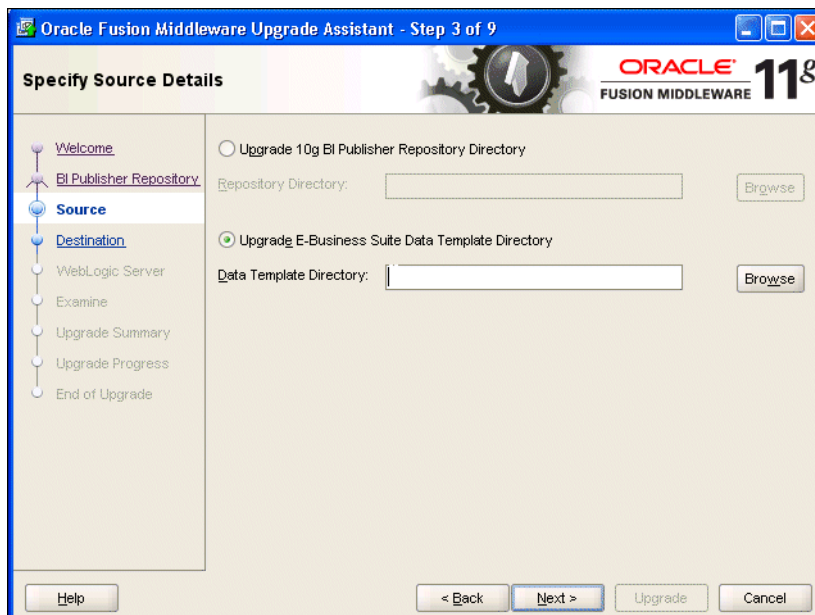 Oracle Fusion Middleware Upgrade Assistant - Step 3 of 9
Specify Source Details
ORACLE®
FUSION MIDDLEWARE 11g
Welcome
BI Publisher Repository
Source
Destination
WebLogic Server
Examine
Upgrade Summary
Upgrade Progress
End of Upgrade
Upgrade 10g BI Publisher Repository Directory
Repository Directory:
Browse
Upgrade E-Business Suite Data Template Directory
Data Template Directory:
Browse
Help
< Back
Next >
Upgrade
Cancel